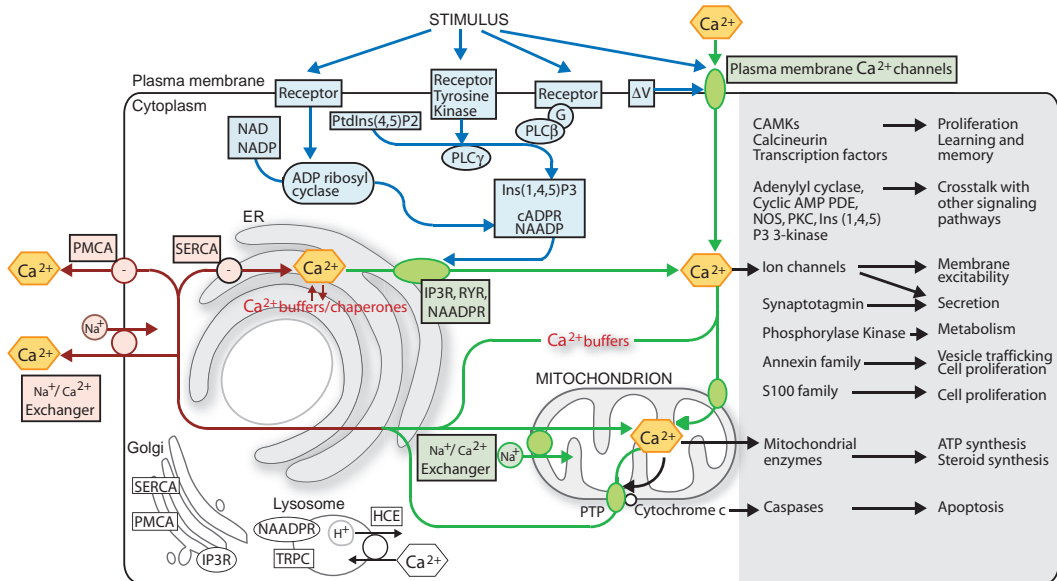 STIMULUS
Ca2+
Plasma membrane
Plasma membrane Ca2+ channels
Cytoplasm
Receptor
Receptor
Tyrosine
Kinase
Receptor
ΔV
G
PLCβ
NAD
NADP
PtdIns(4,5)P2
PLCγ
ADP ribosyl
cyclase
Ins(1,4,5)P3
cADPR
NAADP
CAMKs
Calcineurin
Transcription factors
Proliferation
Learning and
memory
Adenylyl cyclase,
Cyclic AMP PDE,
NOS, PKC, Ins (1,4,5)
P3 3-kinase
Crosstalk with
other signaling
pathways
ER
PMCA
SERCA
Ca2+
-
-
Ca2+
Ca2+
Ion channels
Membrane
excitability
IP3R, RYR,
NAADPR
Ca2+buffers/chaperones
Synaptotagmin
Secretion
Na+
Ca2+
Ca2+buffers
Phosphorylase Kinase
Metabolism
Annexin family
Vesicle trafficking
Cell proliferation
Na+/ Ca2+
Exchanger
MITOCHONDRION
S100 family
Cell proliferation
Ca2+
Na+/ Ca2+
Exchanger
Na+
Mitochondrial
enzymes
ATP synthesis
Steroid synthesis
Golgi
SERCA
PMCA
IP3R
Lysosome
NAADPR
TRPC
H+
HCE
Ca2+
PTP
Cytochrome c
Caspases
Apoptosis